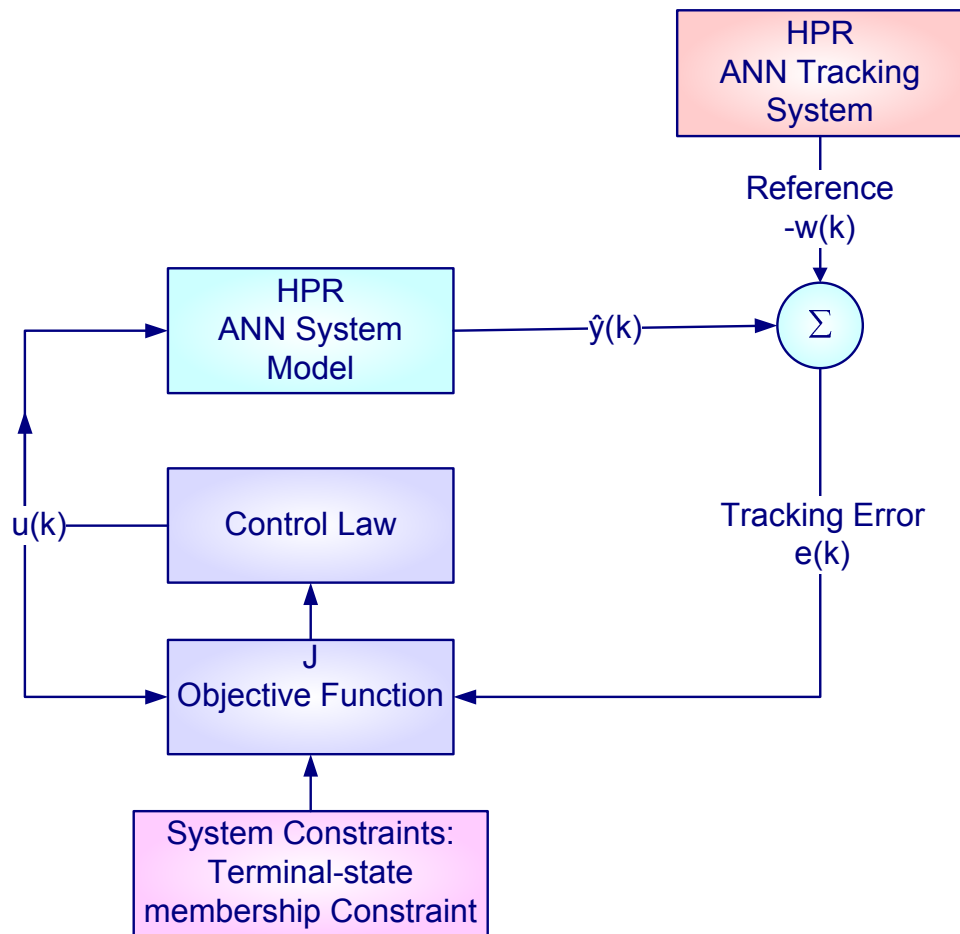 HPR
ANN Tracking
System
Reference
-w(k)
HPR
ANN System
Model
ŷ(k)
Σ
u(k)
Control Law
Tracking Error
e(k)
J
Objective Function
System Constraints:
Terminal-state
membership Constraint